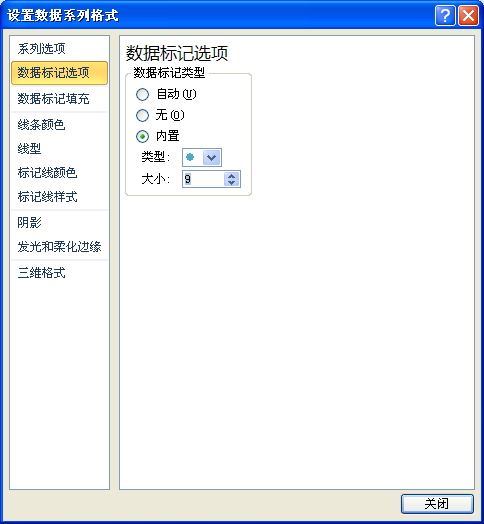 设置数据系列格式
系列选项
数据标记选项
数据标记填充
线条颜色
线型
标记线颜色
标记线样式
阴影
发光和柔化边缘
三维格式
数据标记选项
数据标记类型
自动(U)
无(O)
内置
类型:
大小: 9
关闭